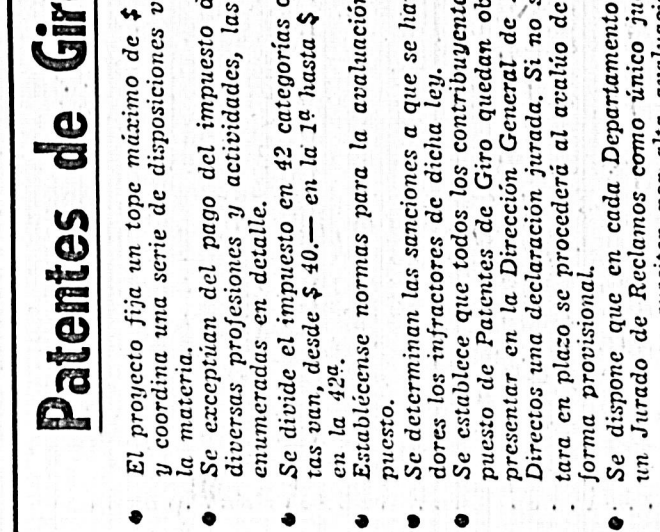 Patentes de Gir
El proyecto fija un tope máximo de $
y coordina una serie de disposiciones v
la materia.
Se exceptúan del pago del impuesto d
diversas profesiones y actividades, las
enumeradas en detalle.
Se divide el impuesto en 42 categorías c
tas van, desde $ 40.— en la 1ª hasta $
en la 42ª.
Establécense normas para la avaluación
puesto.
Se determinan las sanciones a que se ha
dores los infractores de dicha ley.
Se establece que todos los contribuyente
puesto de Patentes de Giro quedan ob
presentar en la Dirección General de
Directos una declaración jurada. Si no s
tara en plazo se procederá al avalúo de
forma provisional.
Se dispone que en cada Departamento
un Jurado de Reclamos como único ju